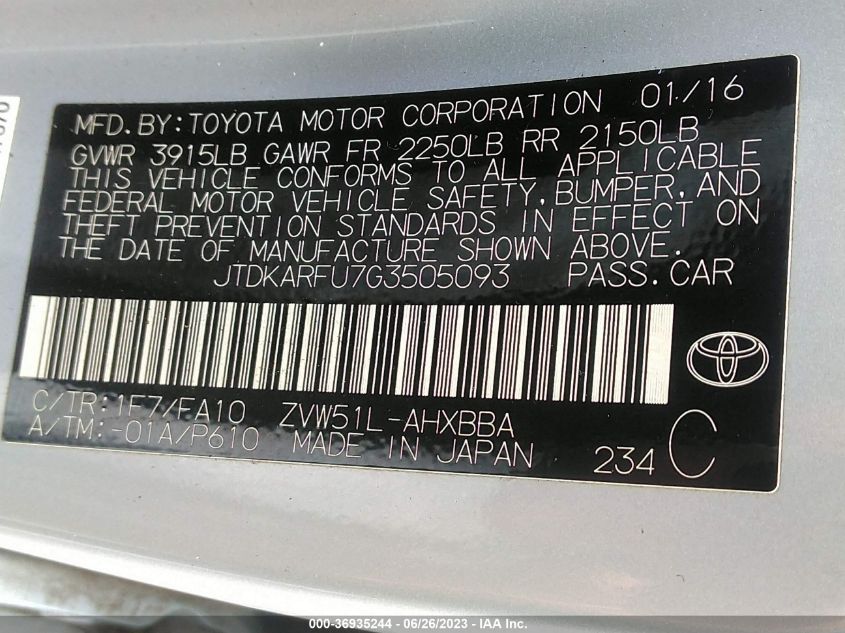 MFD.BY:TOYOTA MOTOR CORPORATION 01/16
GVWR 3915LB GAWR FR 2250LB RR 2150LB
THIS VEHICLE CONFORMS TO ALL APPLICABLE
FEDERAL MOTOR VEHICLE SAFETY,BUMPER,AND
THEFT PREVENTION STANDARDS IN EFFECT ON
THE DATE OF MANUFACTURE SHOWN ABOVE.
JTDKARFU7G3505093 PASS.CAR
C/TR:1F7/FA10 ZVW51L-AHXBBA
A/TM:-01A/P610 MADE IN JAPAN 234 C
000-36935244 - 06/26/2023 - IAA Inc.